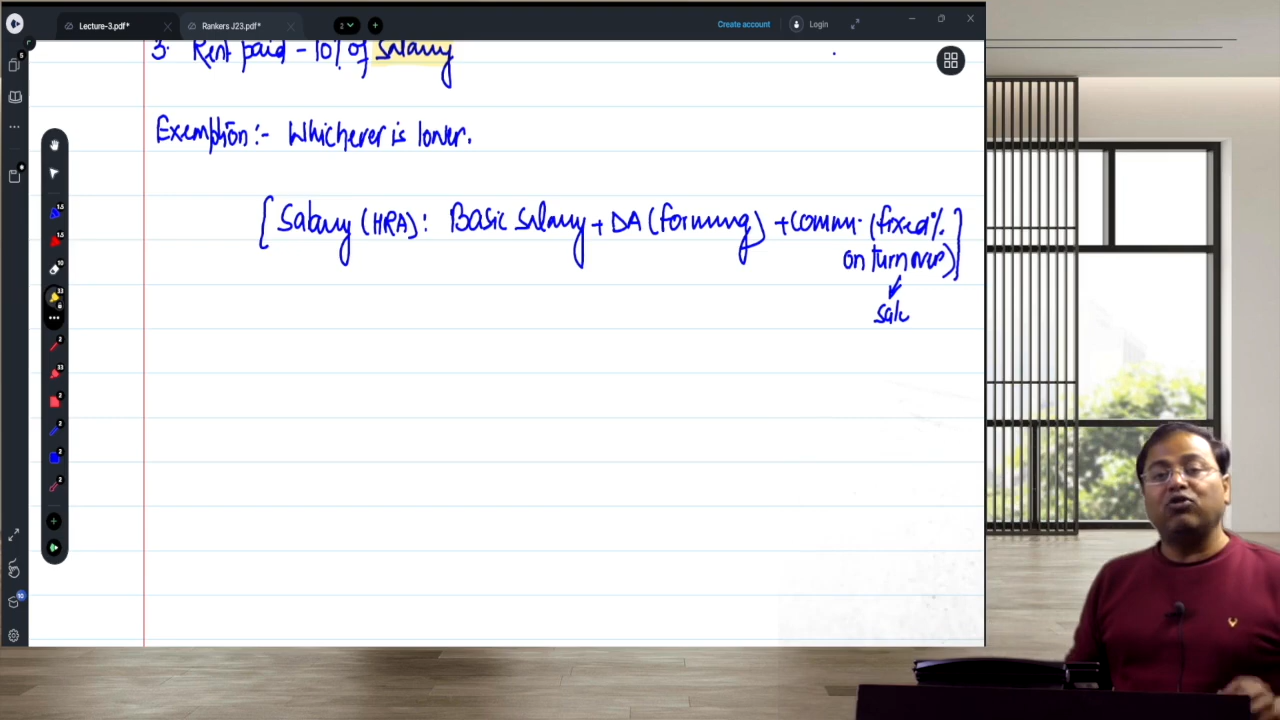 Lecture-3.pdf*
Rankers J23.pdf*
2
Create account
Login
3. Rent paid - 10% of salary
Exemption:- Whichever is lower.
[Salary (HRA): Basic salary + DA (forming) + Comm. (fixed %
on turnover)]
sale